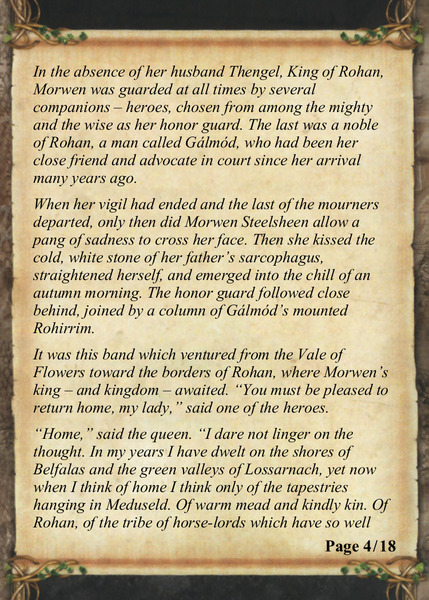 In the absence of her husband Thengel, King of Rohan,
Morwen was guarded at all times by several
companions – heroes, chosen from among the mighty
and the wise as her honor guard. The last was a noble
of Rohan, a man called Gálmód, who had been her
close friend and advocate in court since her arrival
many years ago.
When her vigil had ended and the last of the mourners
departed, only then did Morwen Steelsheen allow a
pang of sadness to cross her face. Then she kissed the
cold, white stone of her father’s sarcophagus,
straightened herself, and emerged into the chill of an
autumn morning. The honor guard followed close
behind, joined by a column of Gálmód’s mounted
Rohirrim.
It was this band which ventured from the Vale of
Flowers toward the borders of Rohan, where Morwen’s
king – and kingdom – awaited. “You must be pleased to
return home, my lady,” said one of the heroes.
“Home,” said the queen. “I dare not linger on the
thought. In my years I have dwelt on the shores of
Belfalas and the green valleys of Lossarnach, yet now
when I think of home I think only of the tapestries
hanging in Meduseld. Of warm mead and kindly kin. Of
Rohan, of the tribe of horse-lords which have so well
Page 4/18